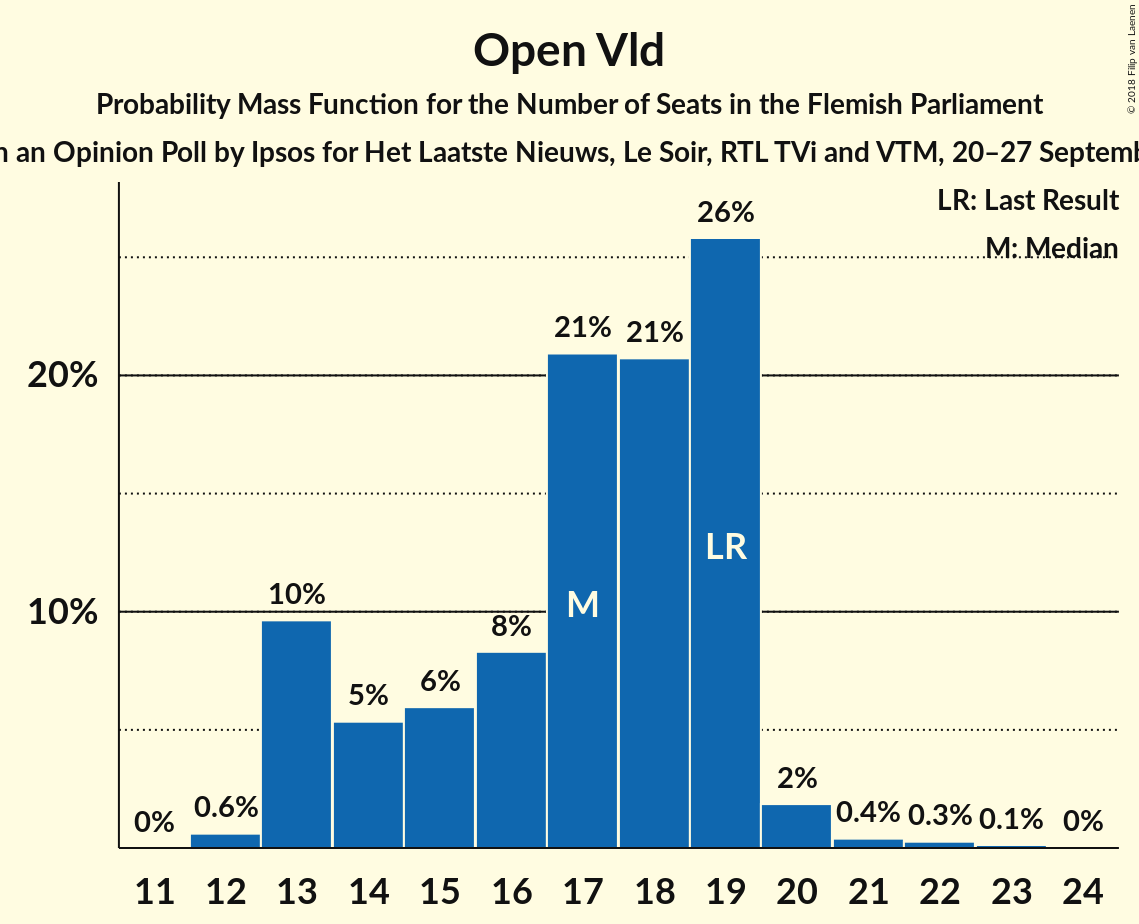 Open Vld
Probability Mass Function for the Number of Seats in the Flemish Parliament
an Opinion Poll by Ipsos for Het Laatste Nieuws, Le Soir, RTL TVi and VTM, 20–27
© 2018 Filip van Laenen
LR: Last Result
M: Median
26%
21% 21%
20%
LR
M
10%
10%
8%
6%
5%
2%
0% 0.6% 0.4% 0.3% 0.1% 0%
11 12 13 14 15 16 17 18 19 20 21 22 23 24